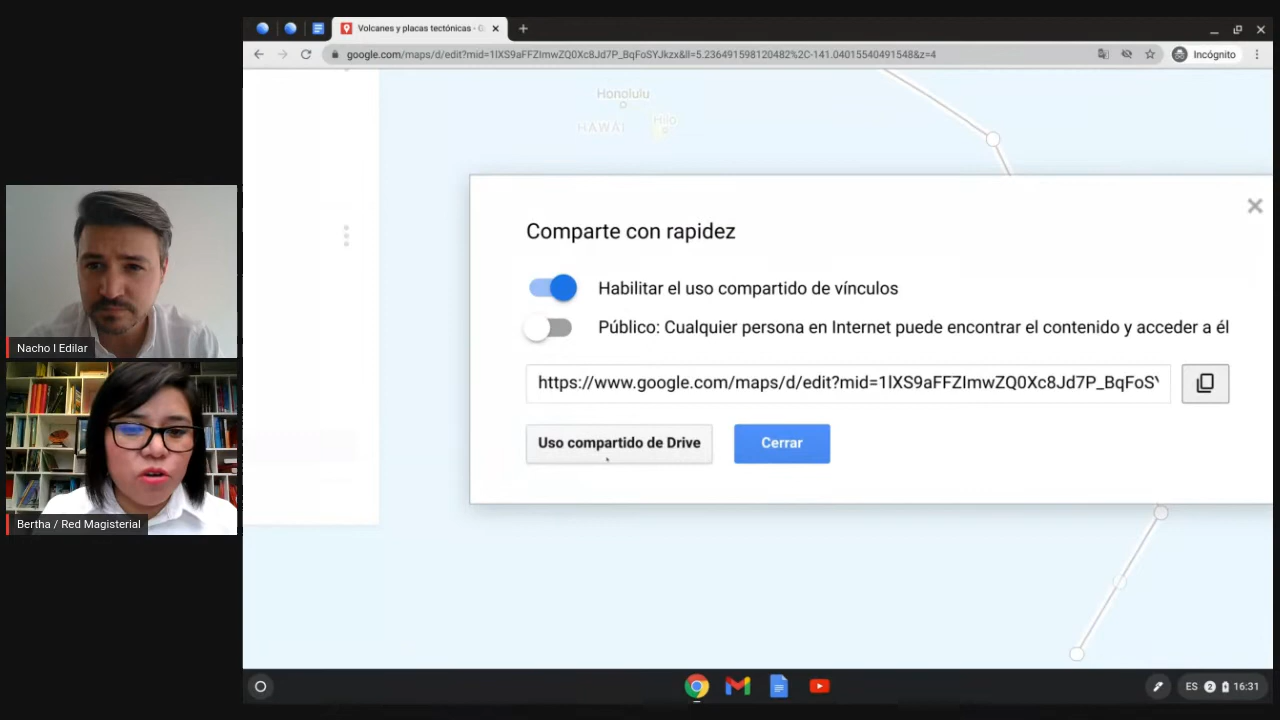 Volcanes y placas tectónicas - G
google.com/maps/d/edit?mid=1lXS9aFFZImwZQ0Xc8Jd7P_BqFoSYJkzx&ll=5.236491598120482%2C-141.04015540491548&z=4
Incógnito
Honolulu
HAWÁI
Hilo
Comparte con rapidez
Habilitar el uso compartido de vínculos
Público: Cualquier persona en Internet puede encontrar el contenido y acceder a él
https://www.google.com/maps/d/edit?mid=1lXS9aFFZImwZQ0Xc8Jd7P_BqFoSY
Uso compartido de Drive
Cerrar
Nacho I Edilar
Bertha / Red Magisterial
ES 2 16:31